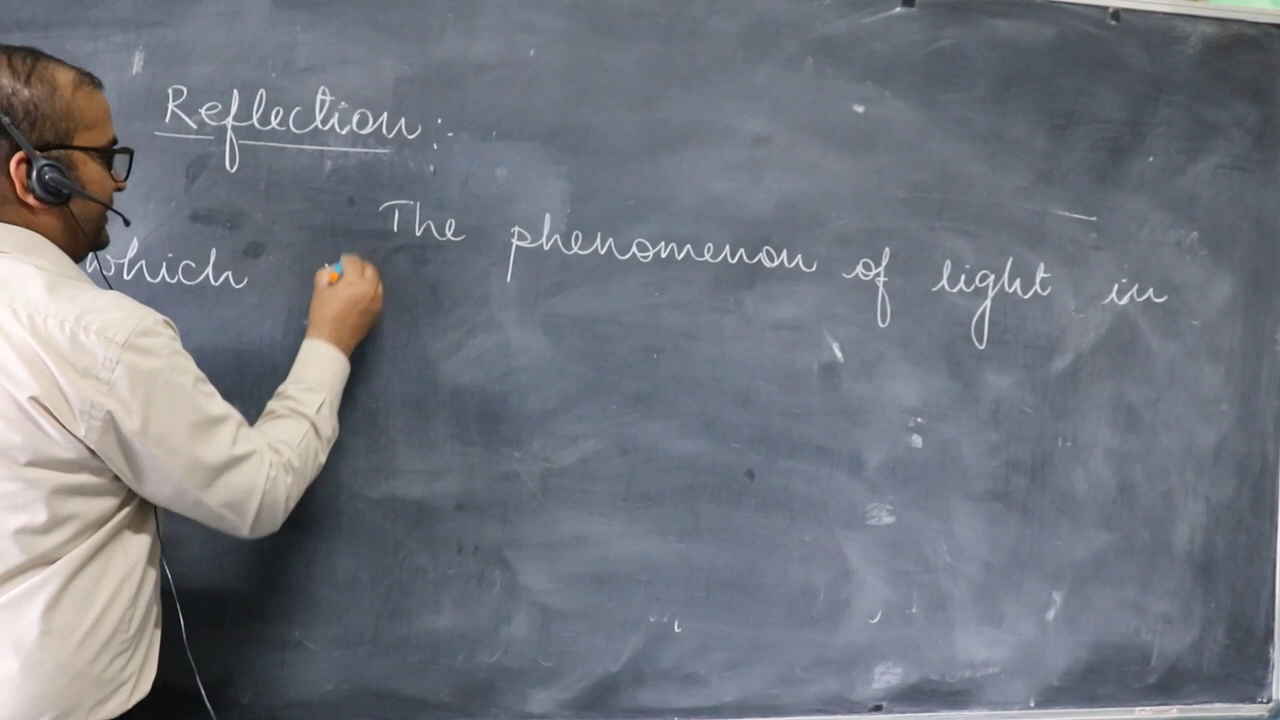 Reflection:
The phenomenon of light in
which